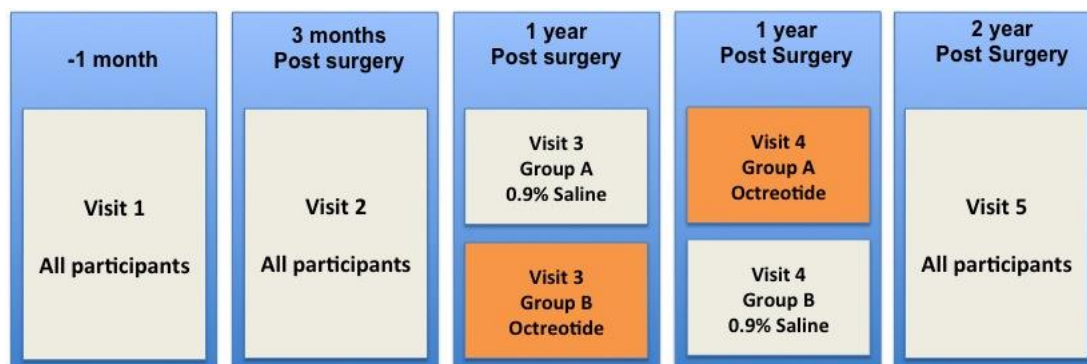 -1 month
Visit 1
All participants
3 months
Post surgery
Visit 2
All participants
1 year
Post surgery
Visit 3
Group A
0.9% Saline
Visit 3
Group B
Octreotide
1 year
Post Surgery
Visit 4
Group A
Octreotide
Visit 4
Group B
0.9% Saline
2 year
Post Surgery
Visit 5
All participants